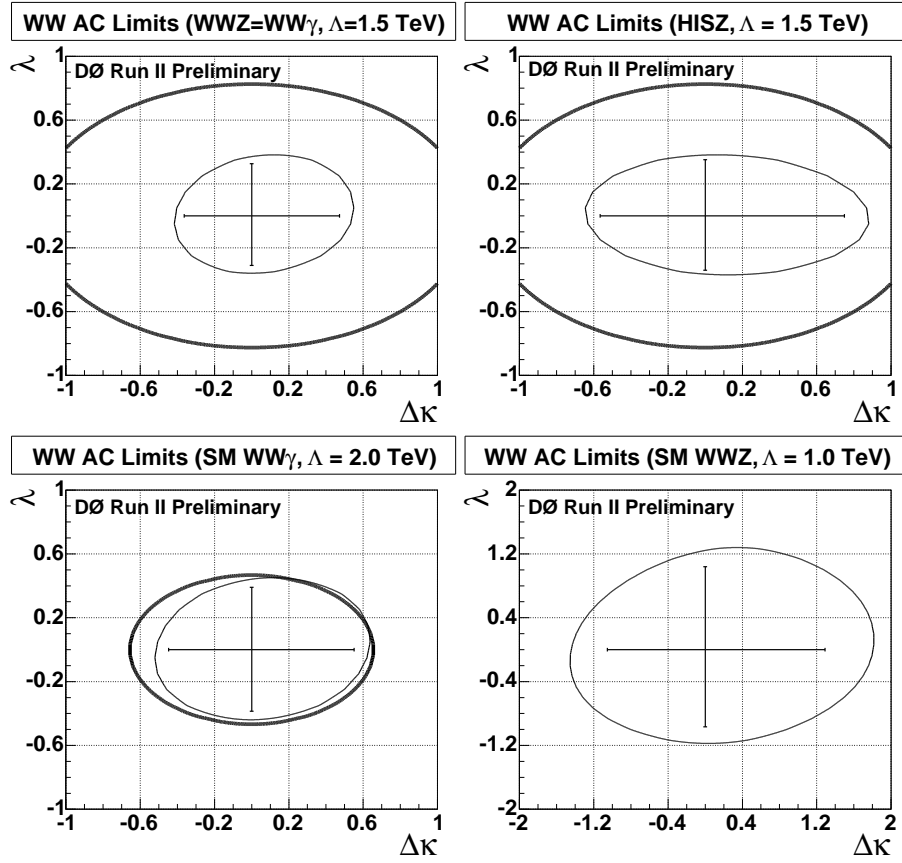 WW AC Limits (WWZ=WWγ, Λ=1.5 TeV)
λ
1
DØ Run II Preliminary
0.6
0.2
-0.2
-0.6
-1
-1 -0.6 -0.2 0.2 0.6 1
Δκ
WW AC Limits (HISZ, Λ = 1.5 TeV)
λ
1
DØ Run II Preliminary
0.6
0.2
-0.2
-0.6
-1
-1 -0.6 -0.2 0.2 0.6 1
Δκ
WW AC Limits (SM WWγ, Λ = 2.0 TeV)
λ
1
DØ Run II Preliminary
0.6
0.2
-0.2
-0.6
-1
-1 -0.6 -0.2 0.2 0.6 1
Δκ
WW AC Limits (SM WWZ, Λ = 1.0 TeV)
λ
2
DØ Run II Preliminary
1.2
0.4
-0.4
-1.2
-2
-2 -1.2 -0.4 0.4 1.2 2
Δκ